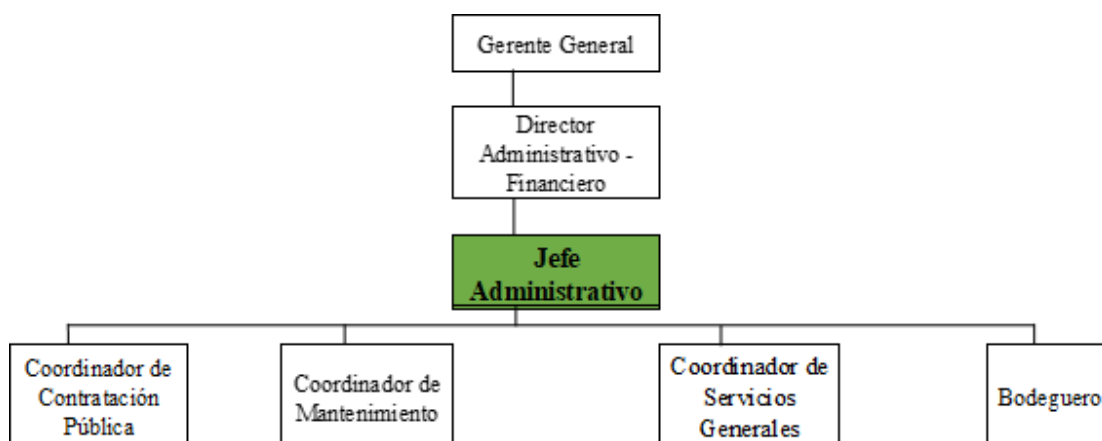 Gerente General
Director
Administrativo -
Financiero
Jefe
Administrativo
Coordinador de
Contratación
Pública
Coordinador de
Mantenimiento
Coordinador de
Servicios
Generales
Bodeguero